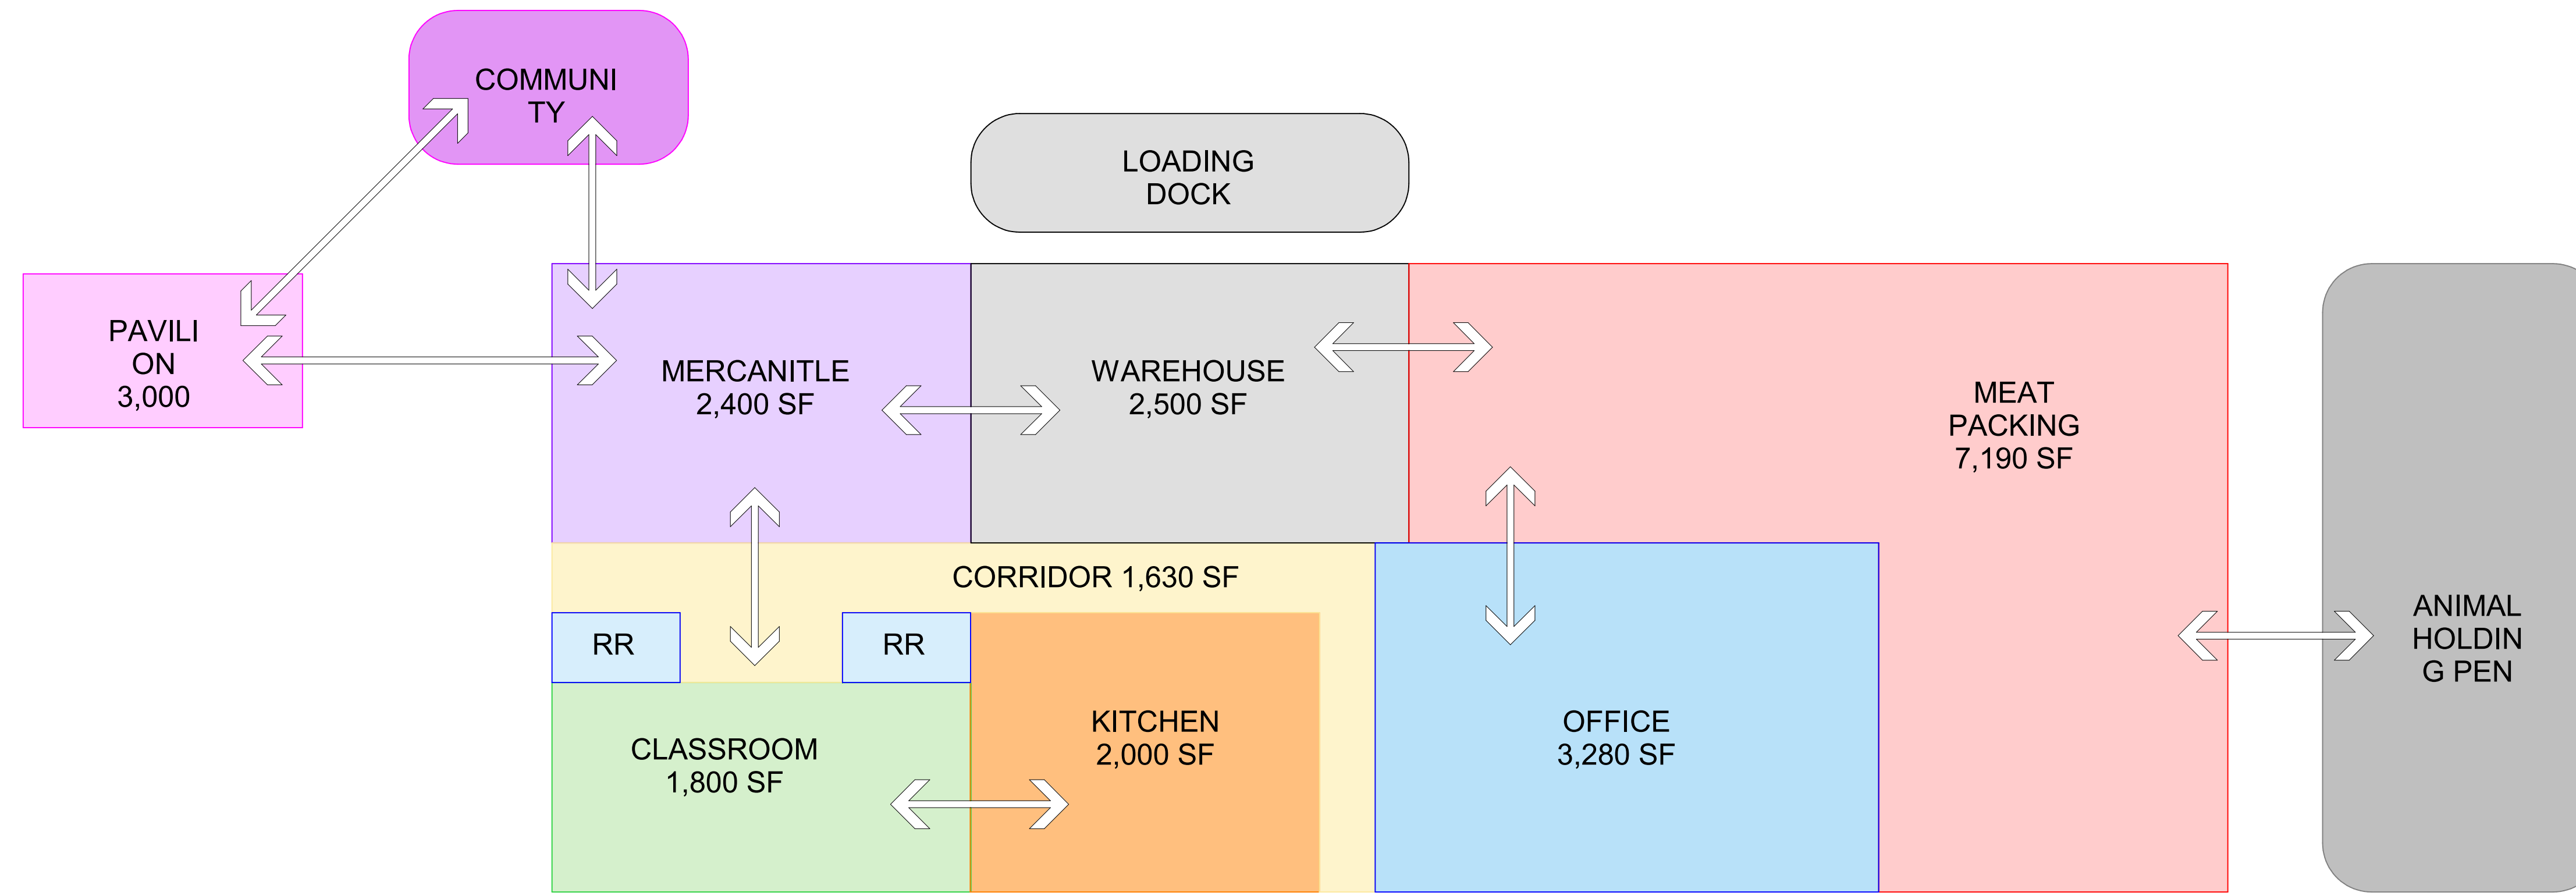 COMMUNI
TY
LOADING
DOCK
PAVILI
ON
3,000
MERCANITLE
2,400 SF
WAREHOUSE
2,500 SF
MEAT
PACKING
7,190 SF
CORRIDOR 1,630 SF
RR
RR
ANIMAL
HOLDIN
G PEN
CLASSROOM
1,800 SF
KITCHEN
2,000 SF
OFFICE
3,280 SF